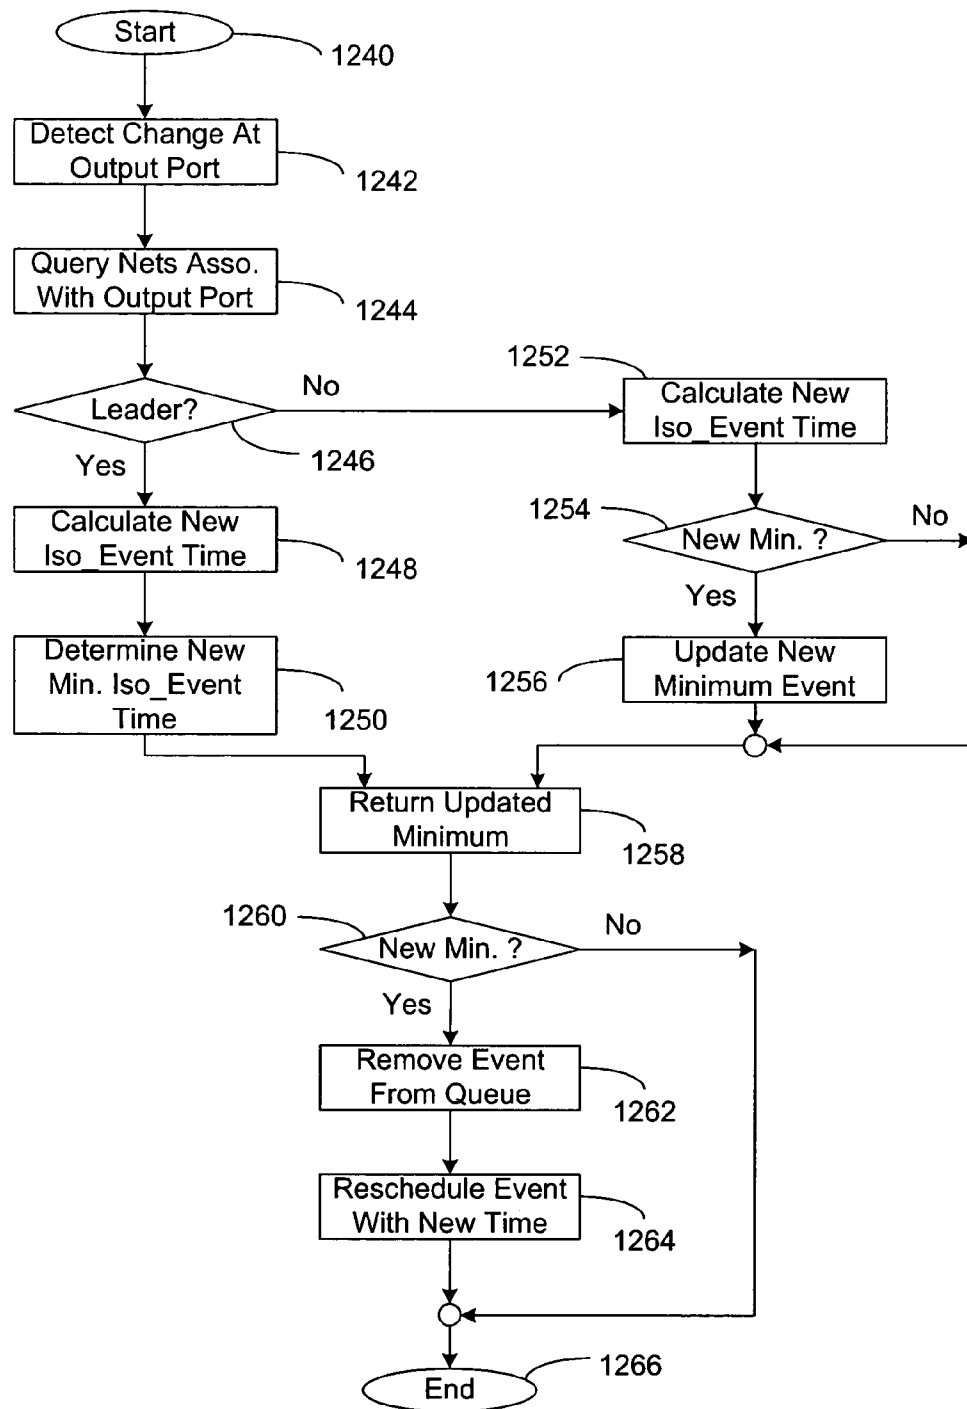 Start
1240
Detect Change At
Output Port
1242
Query Nets Asso.
With Output Port
1244
Leader?
No
1246
Yes
1252
Calculate New
Iso_Event Time
1254
New Min. ?
No
Yes
Calculate New
Iso_Event Time
1248
Determine New
Min. Iso_Event
Time
1250
1256
Update New
Minimum Event
Return Updated
Minimum
1258
1260
New Min. ?
No
Yes
Remove Event
From Queue
1262
Reschedule Event
With New Time
1264
End
1266